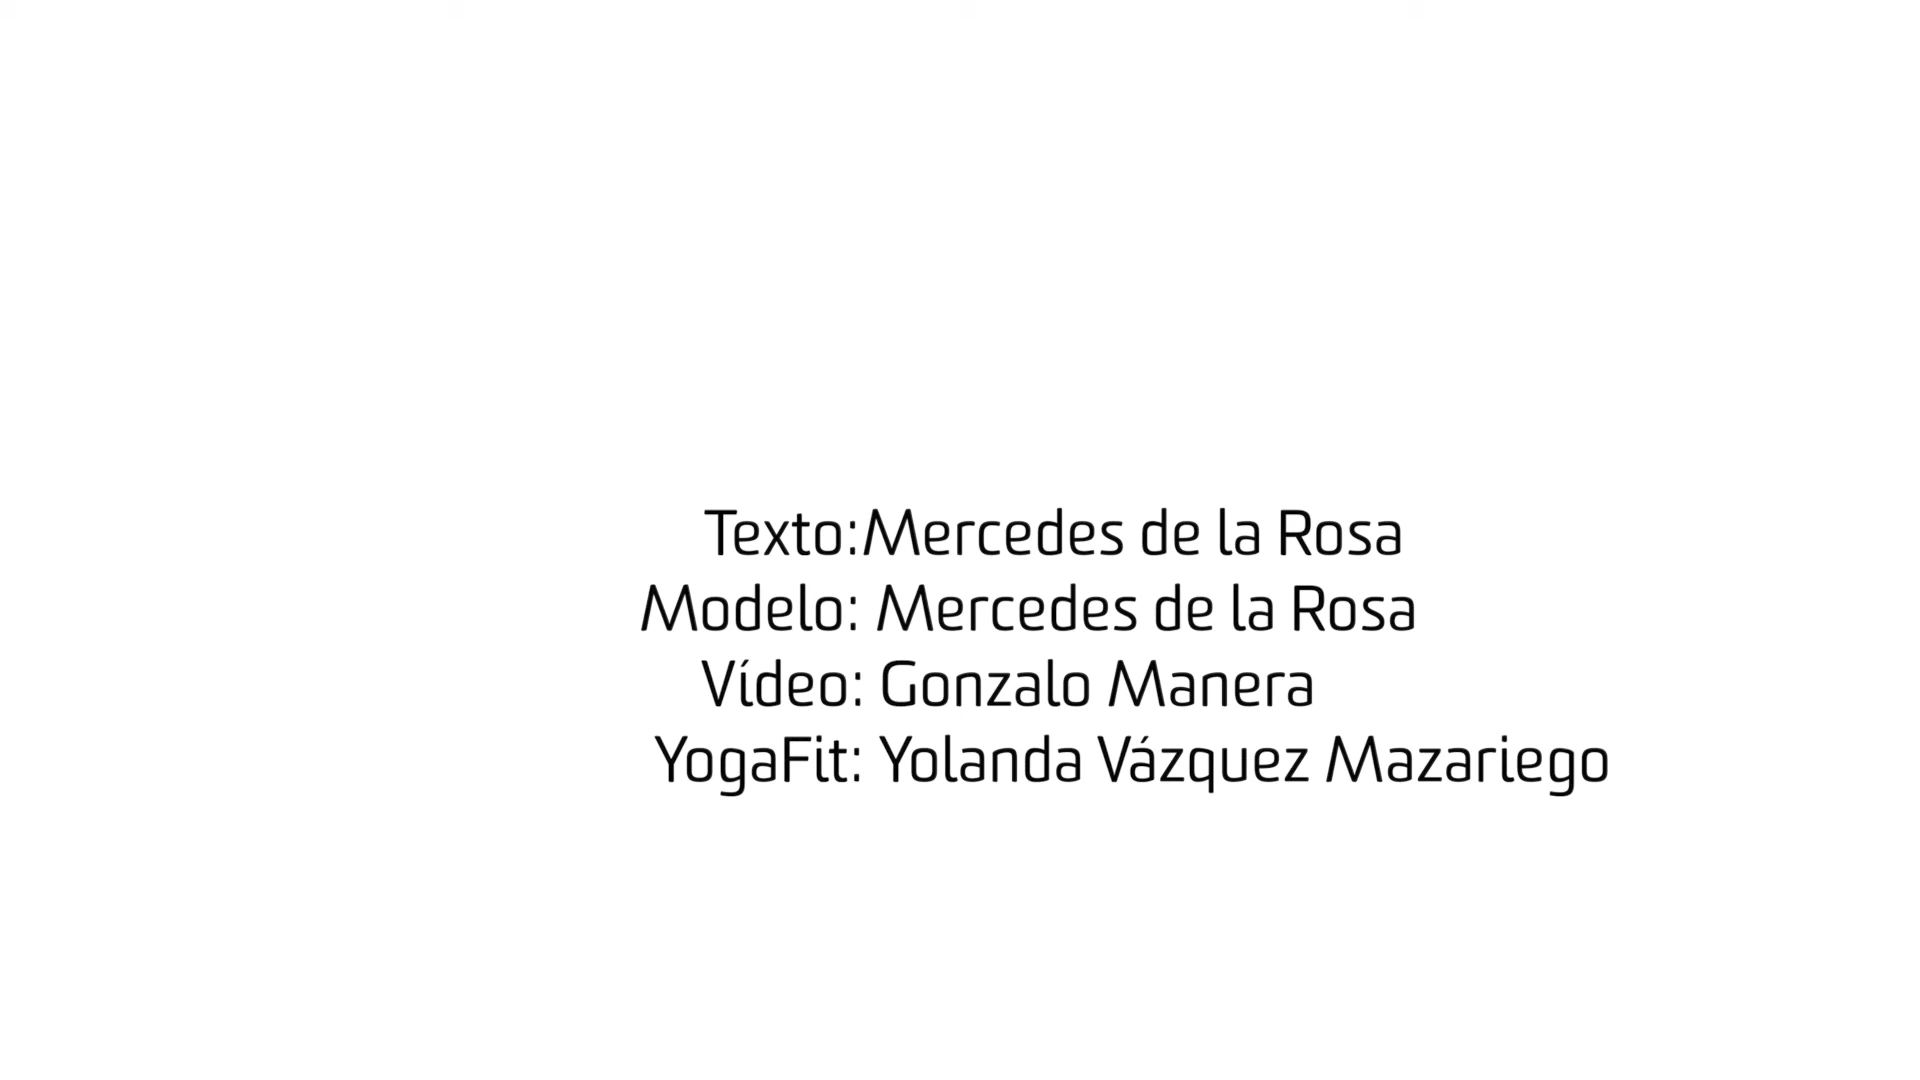 Texto:Mercedes de la Rosa
Modelo: Mercedes de la Rosa
Vídeo: Gonzalo Manera
YogaFit: Yolanda Vázquez Mazariego